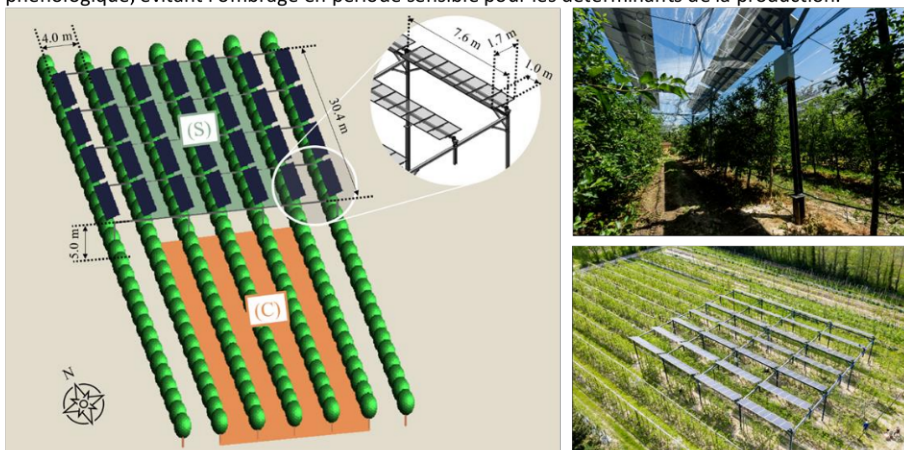 phénologique, évitant l'ombrage en période sensible pour les déterminants de la production.
4.0 m
7.6 m
1.7 m
1.0 m
(S)
30.4 m
5.0 m
(C)
N